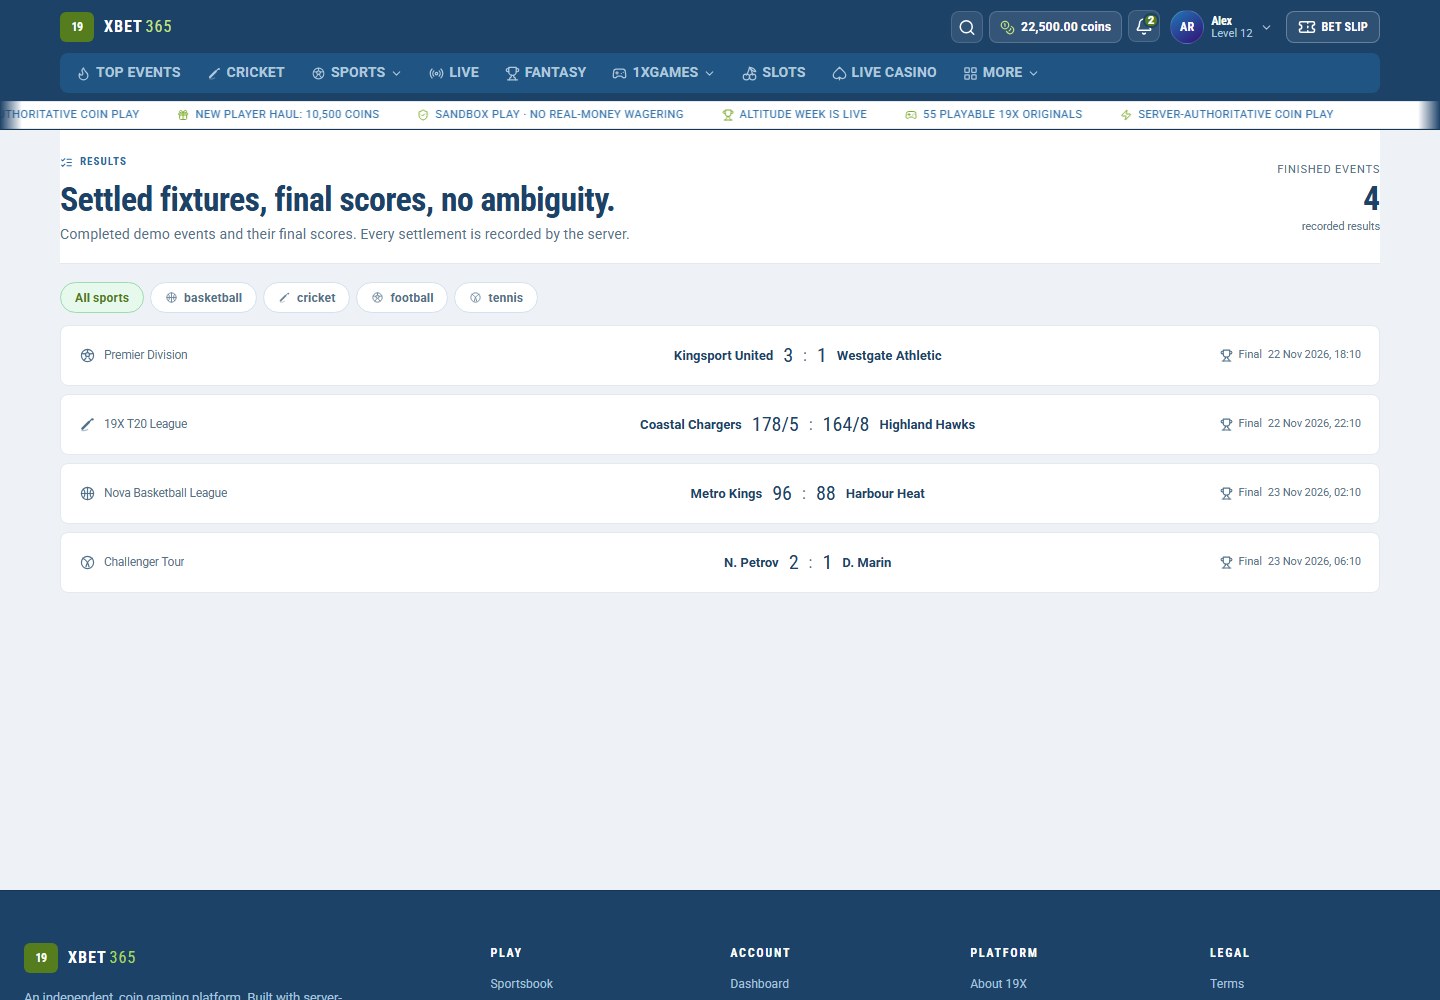 19 XBET 365
22,500.00 coins
2
AR
Alex
Level 12
BET SLIP
TOP EVENTS CRICKET SPORTS LIVE FANTASY 1XGAMES SLOTS LIVE CASINO MORE
THORITATIVE COIN PLAY NEW PLAYER HAUL: 10,500 COINS SANDBOX PLAY · NO REAL-MONEY WAGERING ALTITUDE WEEK IS LIVE 55 PLAYABLE 19X ORIGINALS SERVER-AUTHORITATIVE COIN PLAY
RESULTS
Settled fixtures, final scores, no ambiguity.
Completed demo events and their final scores. Every settlement is recorded by the server.
FINISHED EVENTS
4
recorded results
All sports basketball cricket football tennis
Premier Division Kingsport United 3 : 1 Westgate Athletic Final 22 Nov 2026, 18:10
19X T20 League Coastal Chargers 178/5 : 164/8 Highland Hawks Final 22 Nov 2026, 22:10
Nova Basketball League Metro Kings 96 : 88 Harbour Heat Final 23 Nov 2026, 02:10
Challenger Tour N. Petrov 2 : 1 D. Marin Final 23 Nov 2026, 06:10
19 XBET 365
An independent, coin gaming platform. Built with server-
PLAY
Sportsbook
ACCOUNT
Dashboard
PLATFORM
About 19X
LEGAL
Terms